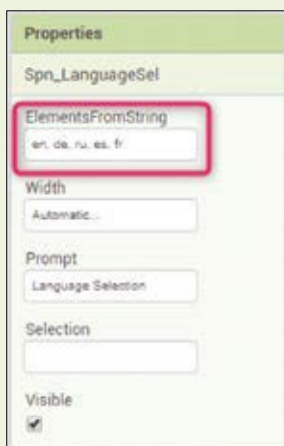 Properties
Spn_LanguageSel
ElementsFromString
en, de, ru, es, fr
Width
Automatic...
Prompt
Language Selection
Selection
Visible